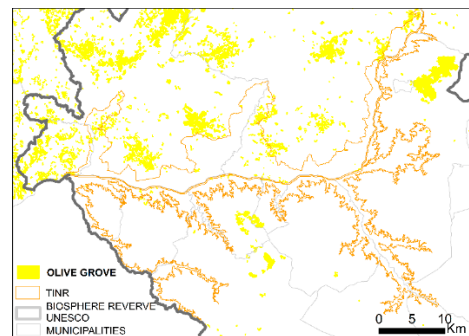 OLIVE GROVE
TINR
BIOSPHERE REVERVE
UNESCO
MUNICIPALITIES
0 5 10
Km